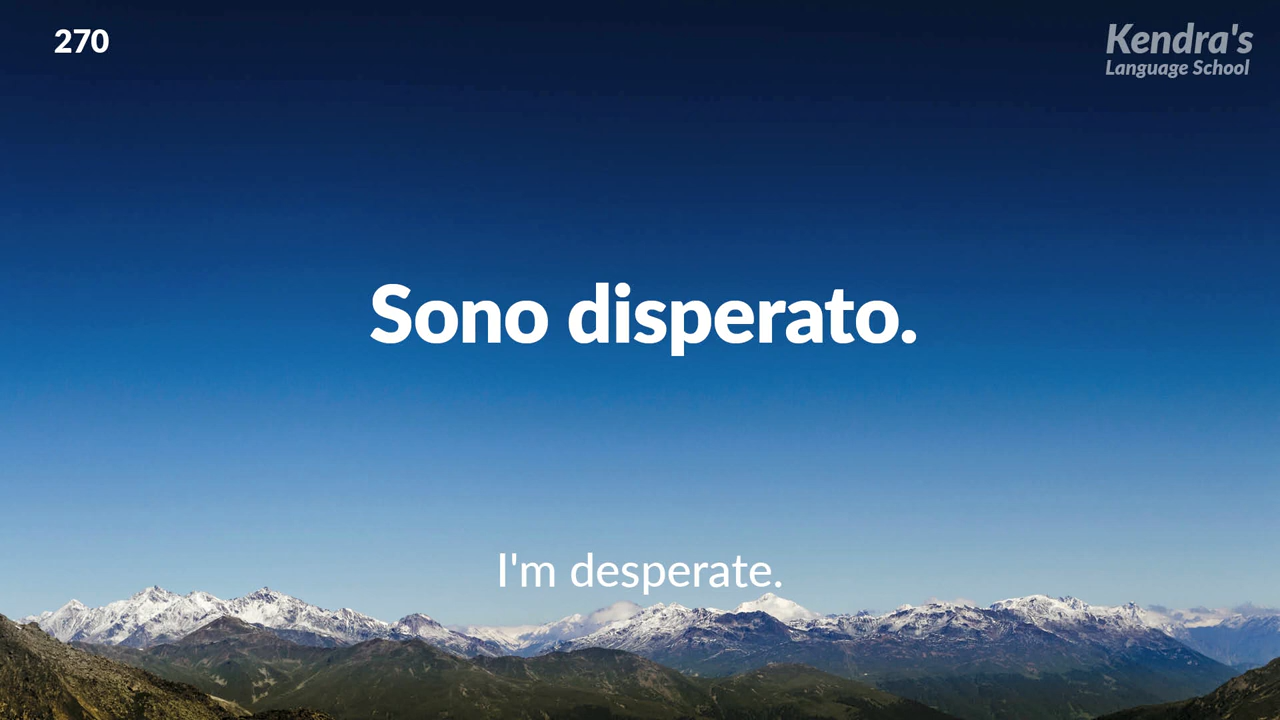 270
Kendra's
Language School
Sono disperato.
I'm desperate.